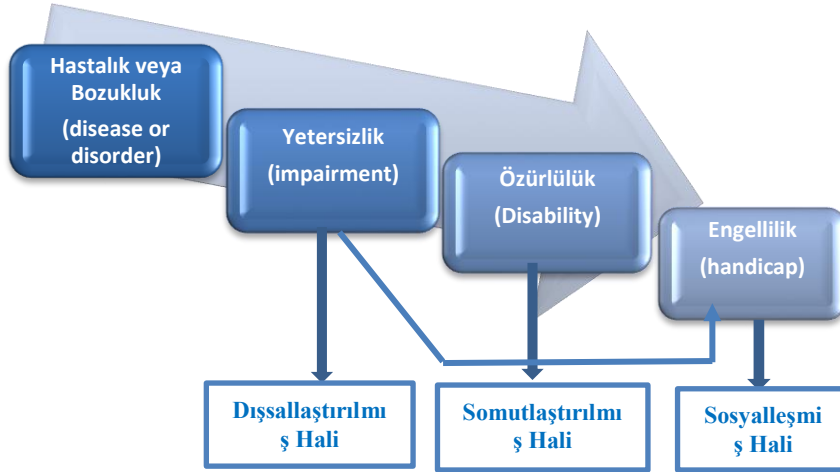 Hastalık veya
Bozukluk
(disease or
disorder)
Yetersizlik
(impairment)
Özürlülük
(Disability)
Engellilik
(handicap)
Dışsallaştırılmı
ş Hali
Somutlaştırılmı
ş Hali
Sosyalleşmi
ş Hali